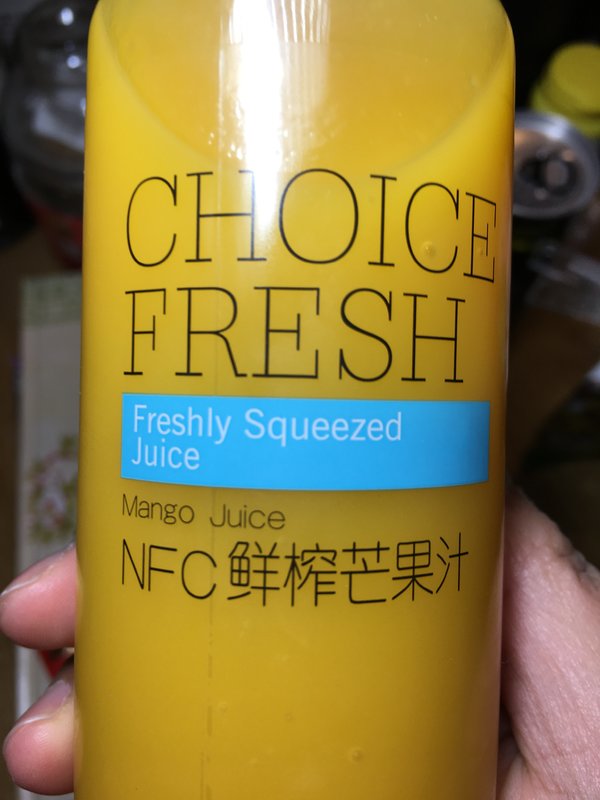 CHOICE
FRESH
Freshly Squeezed
Juice
Mango Juice
NFC鲜榨芒果汁